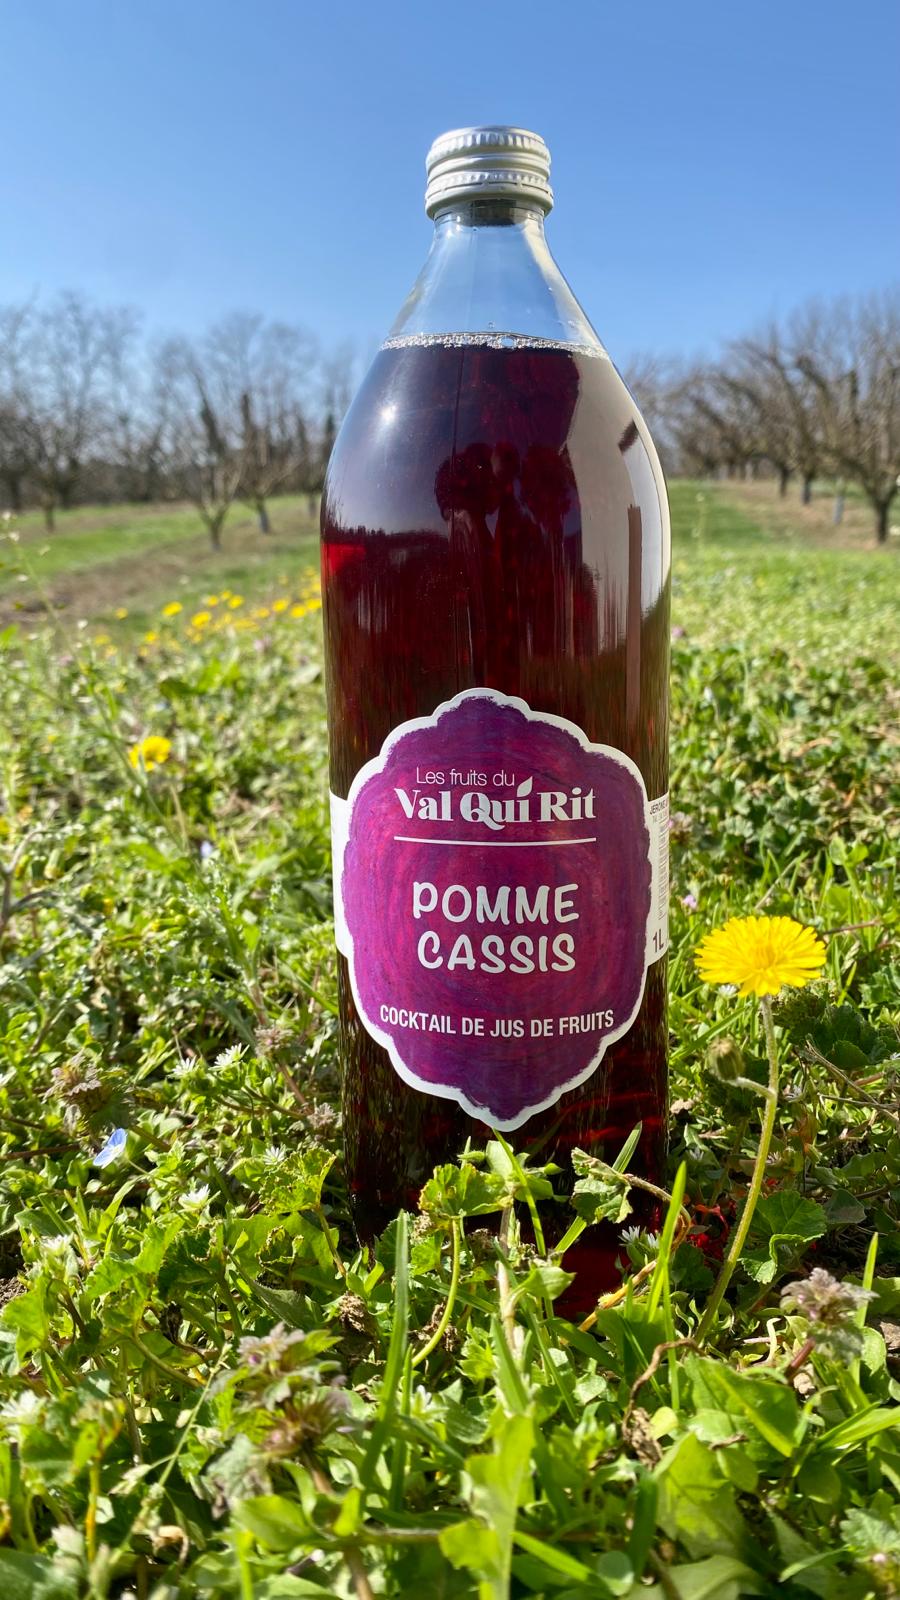 Les fruits du
Val Qui Rit
POMME
CASSIS
COCKTAIL DE JUS DE FRUITS
1L